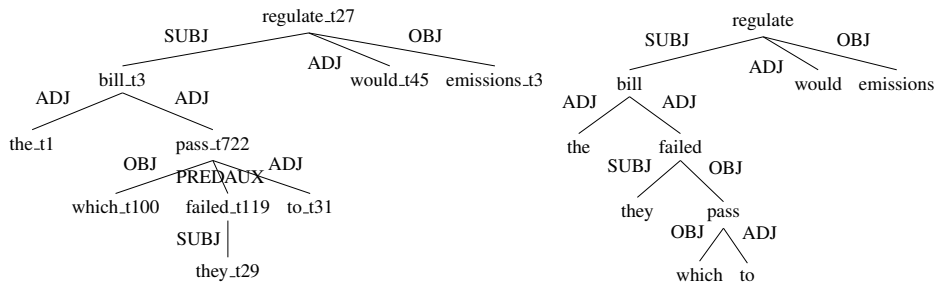 regulate_t27
SUBJ ADJ OBJ
bill_t3 would_t45 emissions_t3
ADJ ADJ
the_t1 pass_t722
OBJ PREDAUX ADJ
which_t100 failed_t119 to_t31
SUBJ
they_t29
regulate
SUBJ ADJ OBJ
bill would emissions
ADJ ADJ
the failed
SUBJ OBJ
they pass
OBJ ADJ
which to